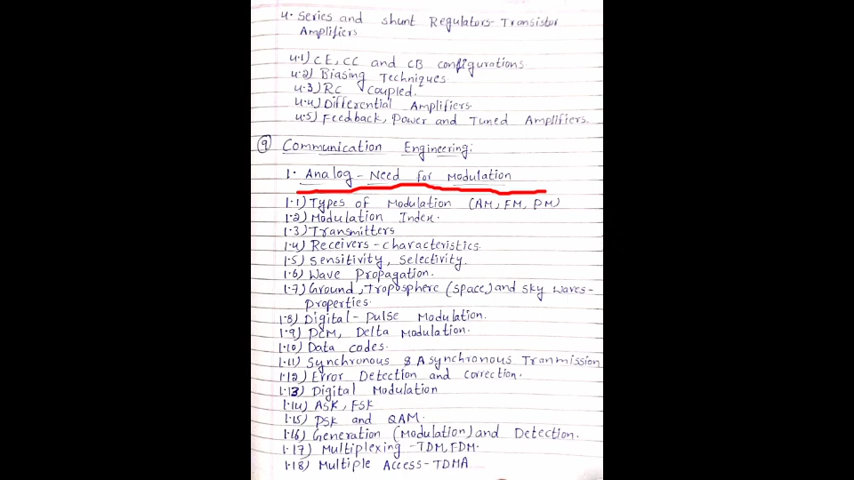 4. Series and shunt Regulators- Transistor
Amplifiers
4.1) CE, CC and CB configurations
4.2) Biasing Techniques
4.3) RC Coupled.
4.4) Differential Amplifiers
4.5) Feedback, Power and Tuned Amplifiers.
9 Communication Engineering:
1. Analog - Need for Modulation
1.1) Types of Modulation (AM, FM, PM)
1.2) Modulation Index.
1.3) Transmitters
1.4) Receivers - characteristics.
1.5) Sensitivity, Selectivity.
1.6) Wave Propagation.
1.7) Ground, Troposphere (space) and sky waves-
properties.
1.8) Digital - Pulse Modulation.
1.9) PCM, Delta Modulation.
1.10) Data codes.
1.11) Synchronous & Asynchronous Tranmission
1.12) Error Detection and correction.
1.13) Digital Modulation
1.14) ASK, FSK
1.15) PSK and QAM.
1.16) Generation (Modulation) and Detection.
1.17) Multiplexing - TDM, FDM.
1.18) Multiple Access - TDMA